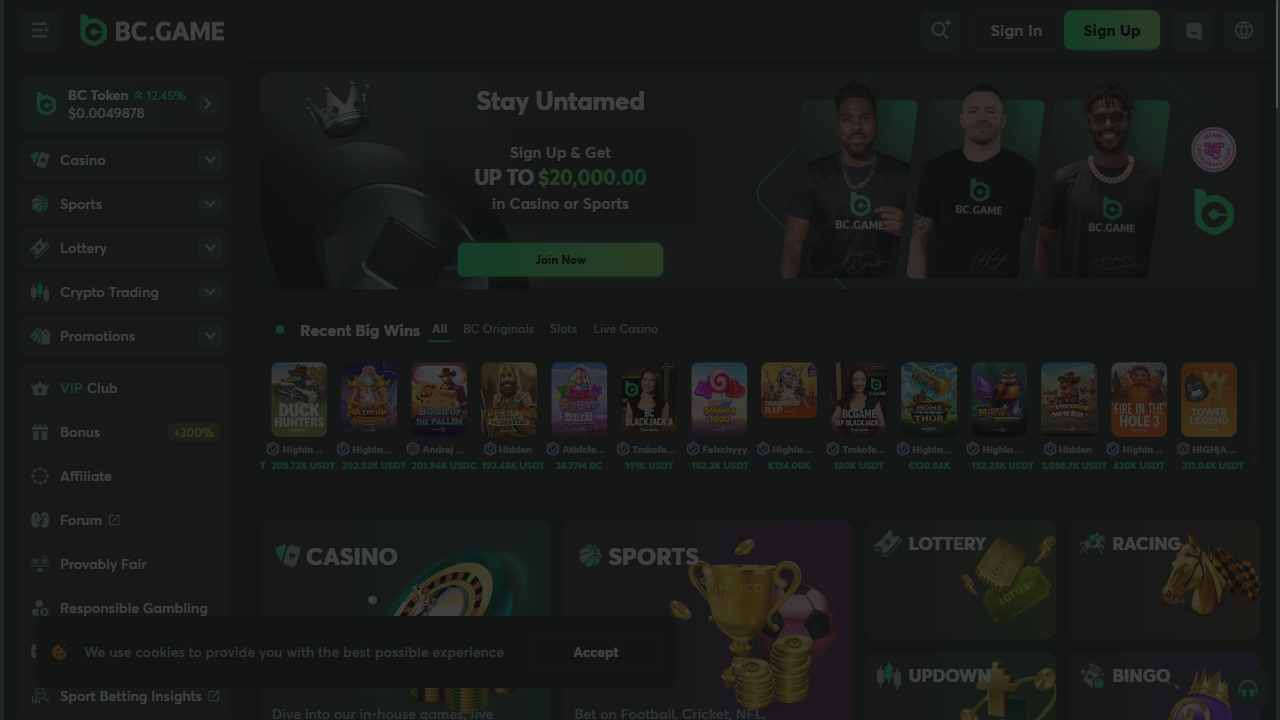 BC.GAME
Sign In
Sign Up
BC Token 12.45%
$0.0049878
Casino
Sports
Lottery
Crypto Trading
Promotions
VIP Club
Bonus
+300%
Affiliate
Forum
Provably Fair
Responsible Gambling
Sport Betting Insights
Stay Untamed
Sign Up & Get
UP TO $20,000.00
in Casino or Sports
Join Now
BC.GAME
BC.GAME
BC.GAME
Recent Big Wins
All
BC Originals
Slots
Live Casino
DUCK HUNTERS
BOOK OF THE FALLEN
BC BLACKJACK A
HOME OF THOR
FIRE IN THE HOLE 3
TOWER LEGEND
Highla...
Highla...
Andrej ...
Hidden
Atbfcfe...
Tmkofe...
Felschyyy
Highla...
Tmkofe...
Highla...
Highla...
Hidden
Highla...
HIGHJA...
T
205.72K USDT
202.52K USDT
201.56K USDC
193.48K USDT
38.77M BC
191K USDT
182.3K USDT
€154.00K
180K USDT
€130.84K
152.25K USDT
1,058.7K USDT
420K USDT
311.04K USDT
CASINO
SPORTS
LOTTERY
LOTTERY
RACING
UPDOWN
BINGO
WINNER
We use cookies to provide you with the best possible experience
Accept
Dive into our in-house games, live
Bet on Football, Cricket, NFL,